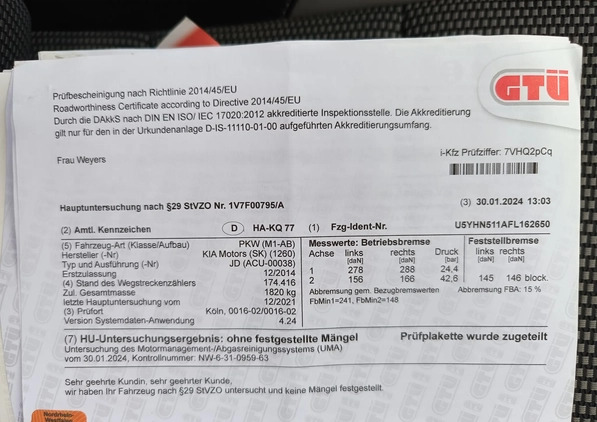 GTÜ
Prüfbescheinigung nach Richtlinie 2014/45/EU
Roadworthiness Certificate according to Directive 2014/45/EU
Durch die DAkkS nach DIN EN ISO/ IEC 17020:2012 akkreditierte Inspektionsstelle. Die Akkreditierung
gilt nur für den in der Urkundenanlage D-IS-11110-01-00 aufgeführten Akkreditierungsumfang.
Frau Weyers
i-Kfz Prüfziffer: 7VHQ2pCq
Hauptuntersuchung nach §29 StVZO Nr. 1V7F00795/A (3) 30.01.2024 13:03
(2) Amtl. Kennzeichen D HA-KQ 77 (1) Fzg-Ident-Nr. U5YHN511AFL162650
(5) Fahrzeug-Art (Klasse/Aufbau) PKW (M1-AB)
Hersteller (-Nr) KIA Motors (SK) (1260)
Typ und Ausführung (-Nr) JD (ACU-00038)
Erstzulassung 12/2014
(4) Stand des Wegstreckenzählers 174.416
Zul. Gesamtmasse 1820 kg
letzte Hauptuntersuchung vom 12/2021
(3) Prüfort Köln, 0016-02/0016-02
Version Systemdaten-Anwendung 4.24
Messwerte: Betriebsbremse Feststellbremse
Achse links rechts Druck links rechts
[daN] [daN] [bar] [daN] [daN]
1 278 288 24,4
2 156 166 42,6 145 146 block.
Abbremsung gem. Bezugbremswerten Abbremsung FBA: 15 %
FbMin1=241, FbMin2=148
(7) HU-Untersuchungsergebnis: ohne festgestellte Mängel Prüfplakette wurde zugeteilt
Untersuchung des Motormanagement-/Abgasreinigungssystems (UMA)
vom 30.01.2024, Kontrollnummer: NW-6-31-0959-63
Sehr geehrte Kundin, sehr geehrter Kunde,
wir haben Ihr Fahrzeug nach §29 StVZO untersucht und keine Mängel festgestellt.
Nordrhein-
Westfalen